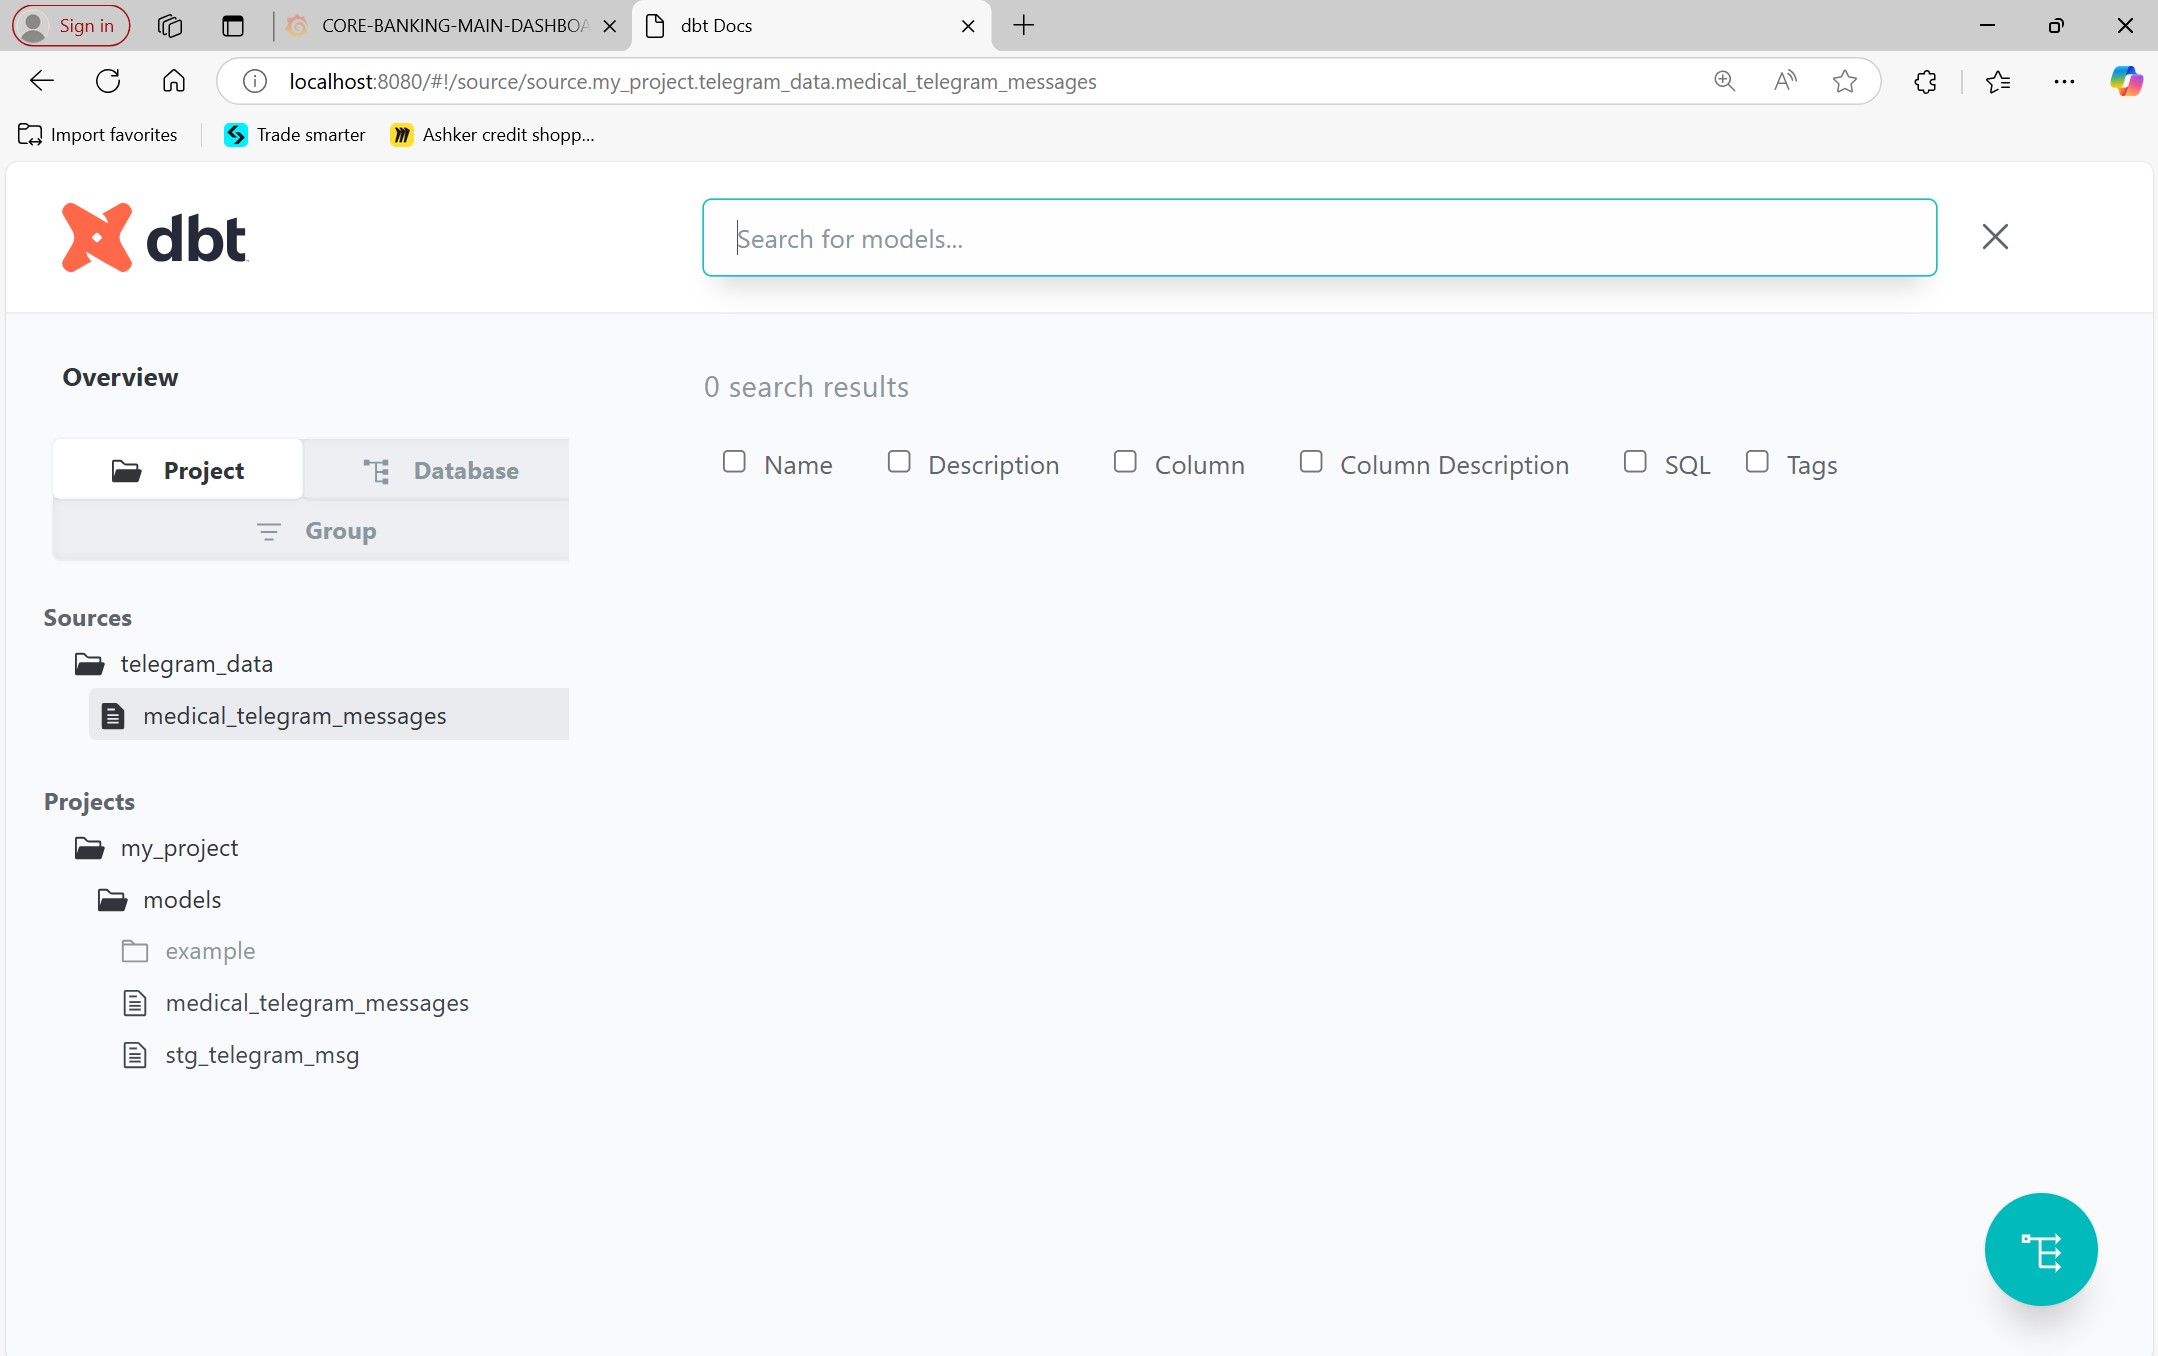 Sign in
CORE-BANKING-MAIN-DASHBOA
dbt Docs
localhost:8080/#!/source/source.my_project.telegram_data.medical_telegram_messages
Import favorites
Trade smarter
Ashker credit shopp...
dbt
Search for models...
Overview
0 search results
Name
Description
Column
Column Description
SQL
Tags
Project
Database
Group
Sources
telegram_data
medical_telegram_messages
Projects
my_project
models
example
medical_telegram_messages
stg_telegram_msg